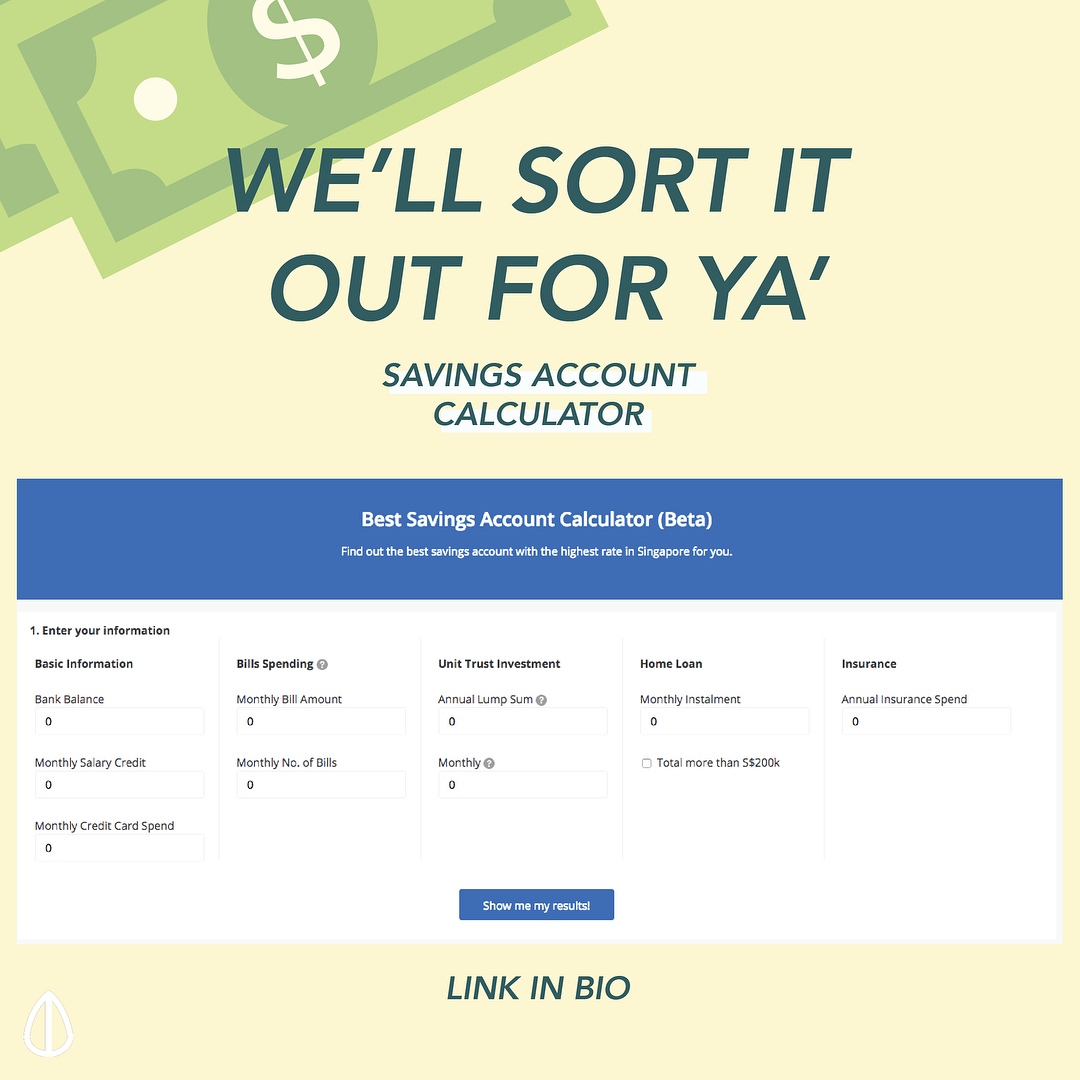 $
WE’LL SORT IT
OUT FOR YA’
SAVINGS ACCOUNT
CALCULATOR
Best Savings Account Calculator (Beta)
Find out the best savings account with the highest rate in Singapore for you.
1. Enter your information
Basic Information
Bank Balance
0
Monthly Salary Credit
0
Monthly Credit Card Spend
0
Bills Spending ?
Monthly Bill Amount
0
Monthly No. of Bills
0
Unit Trust Investment
Annual Lump Sum ?
0
Monthly ?
0
Home Loan
Monthly Instalment
0
Total more than S$200k
Insurance
Annual Insurance Spend
0
Show me my results!
LINK IN BIO